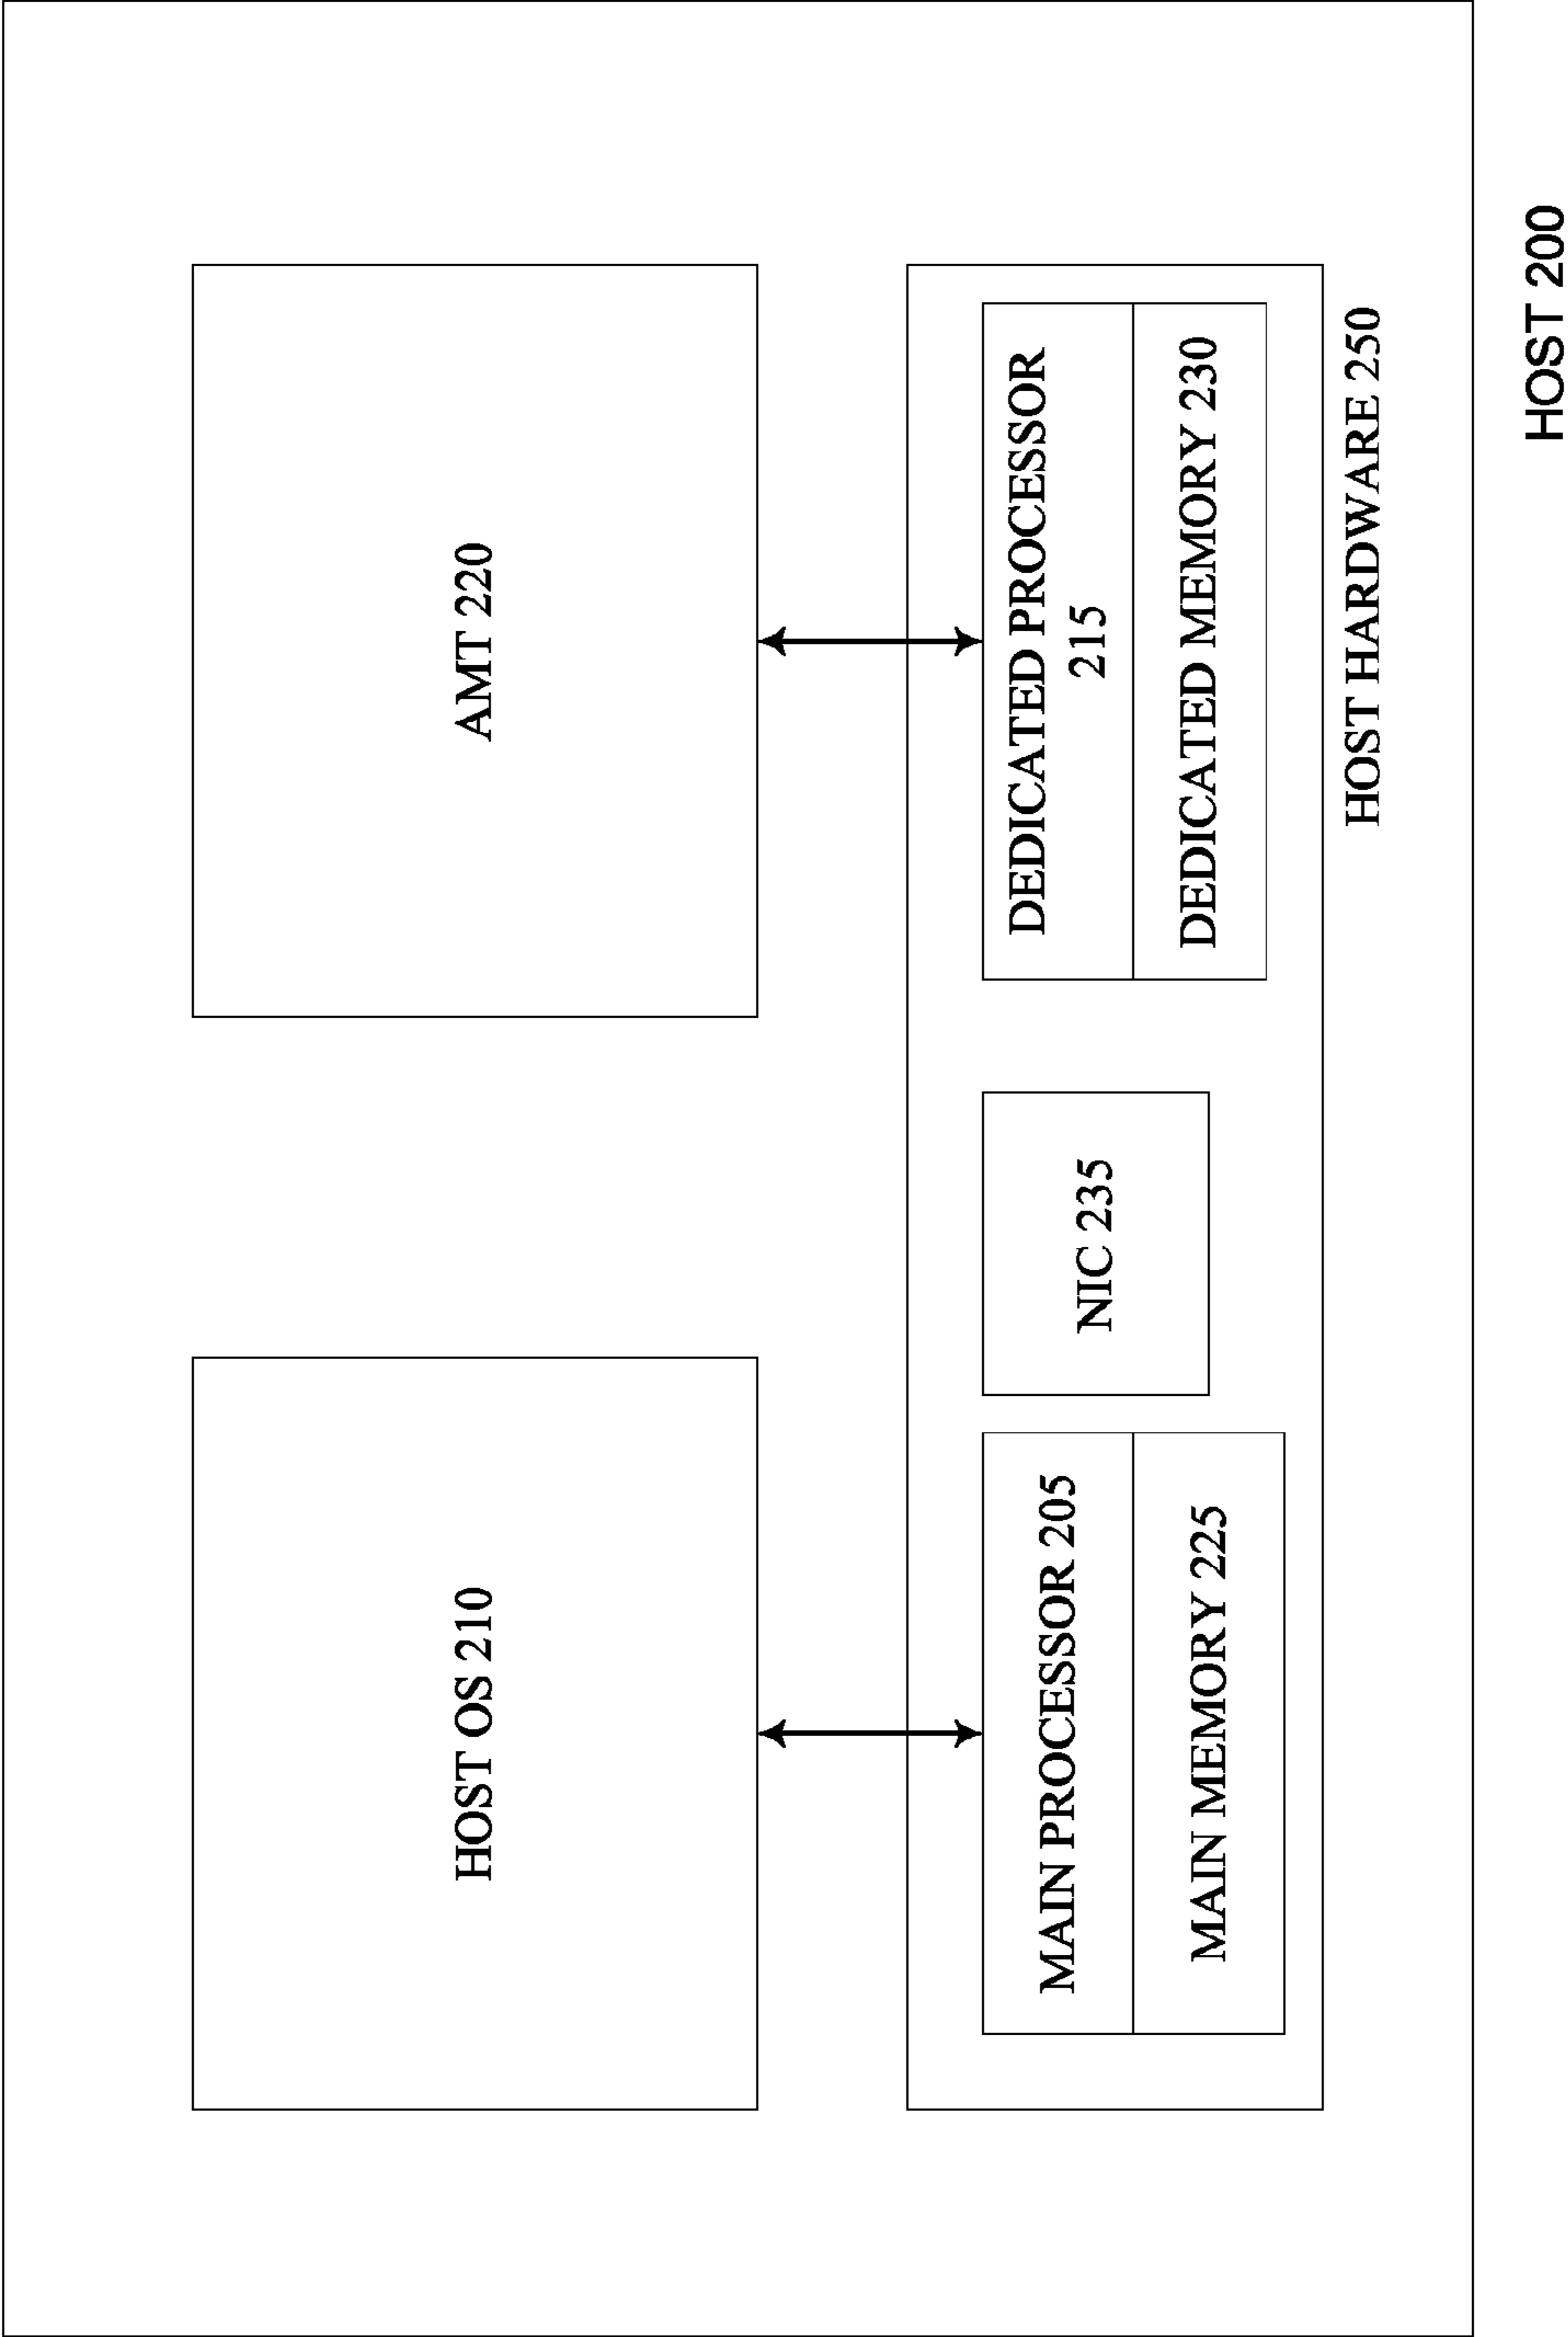 HOST OS 210
AMT 220
MAIN PROCESSOR 205
MAIN MEMORY 225
NIC 235
DEDICATED PROCESSOR
215
DEDICATED MEMORY 230
HOST HARDWARE 250
HOST 200